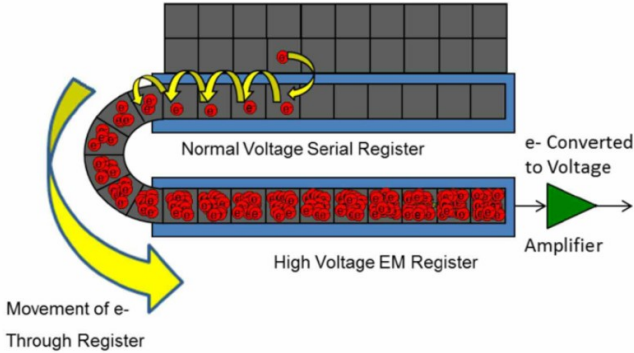 Normal Voltage Serial Register
e- Converted
to Voltage
Amplifier
High Voltage EM Register
Movement of e-
Through Register